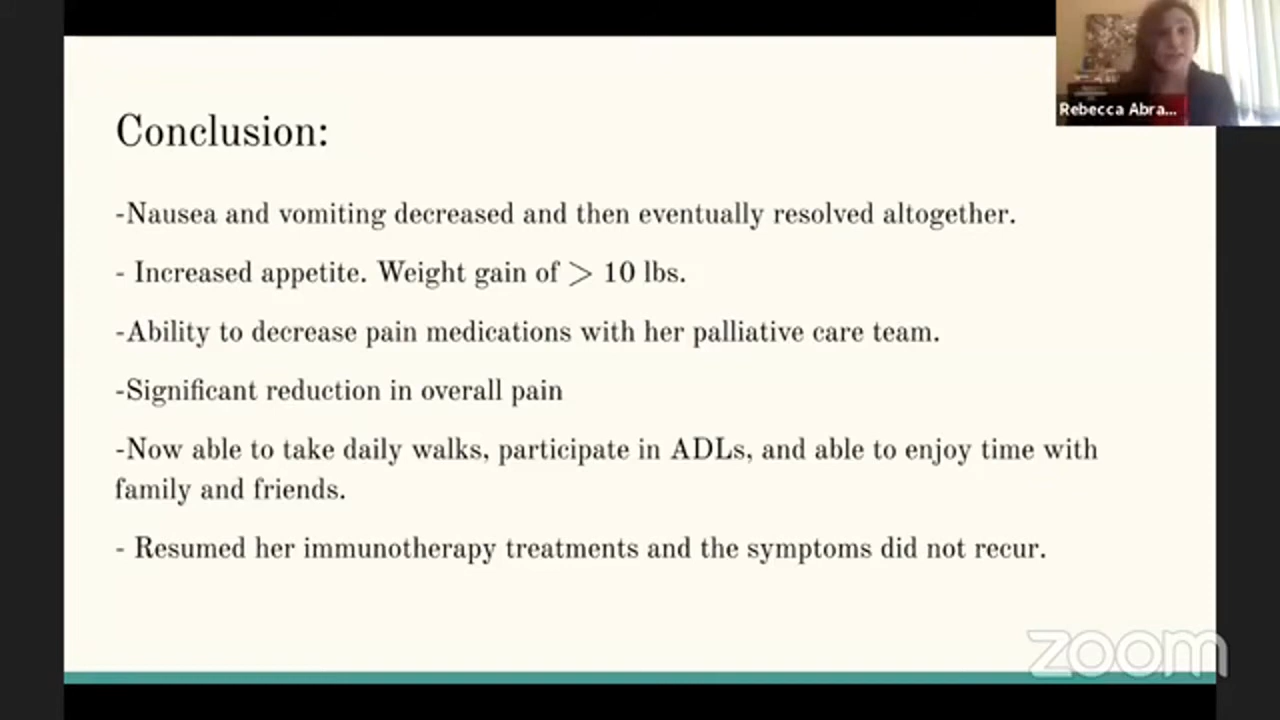 Rebecca Abra...
Conclusion:
-Nausea and vomiting decreased and then eventually resolved altogether.
- Increased appetite. Weight gain of > 10 lbs.
-Ability to decrease pain medications with her palliative care team.
-Significant reduction in overall pain
-Now able to take daily walks, participate in ADLs, and able to enjoy time with
family and friends.
- Resumed her immunotherapy treatments and the symptoms did not recur.
zoom